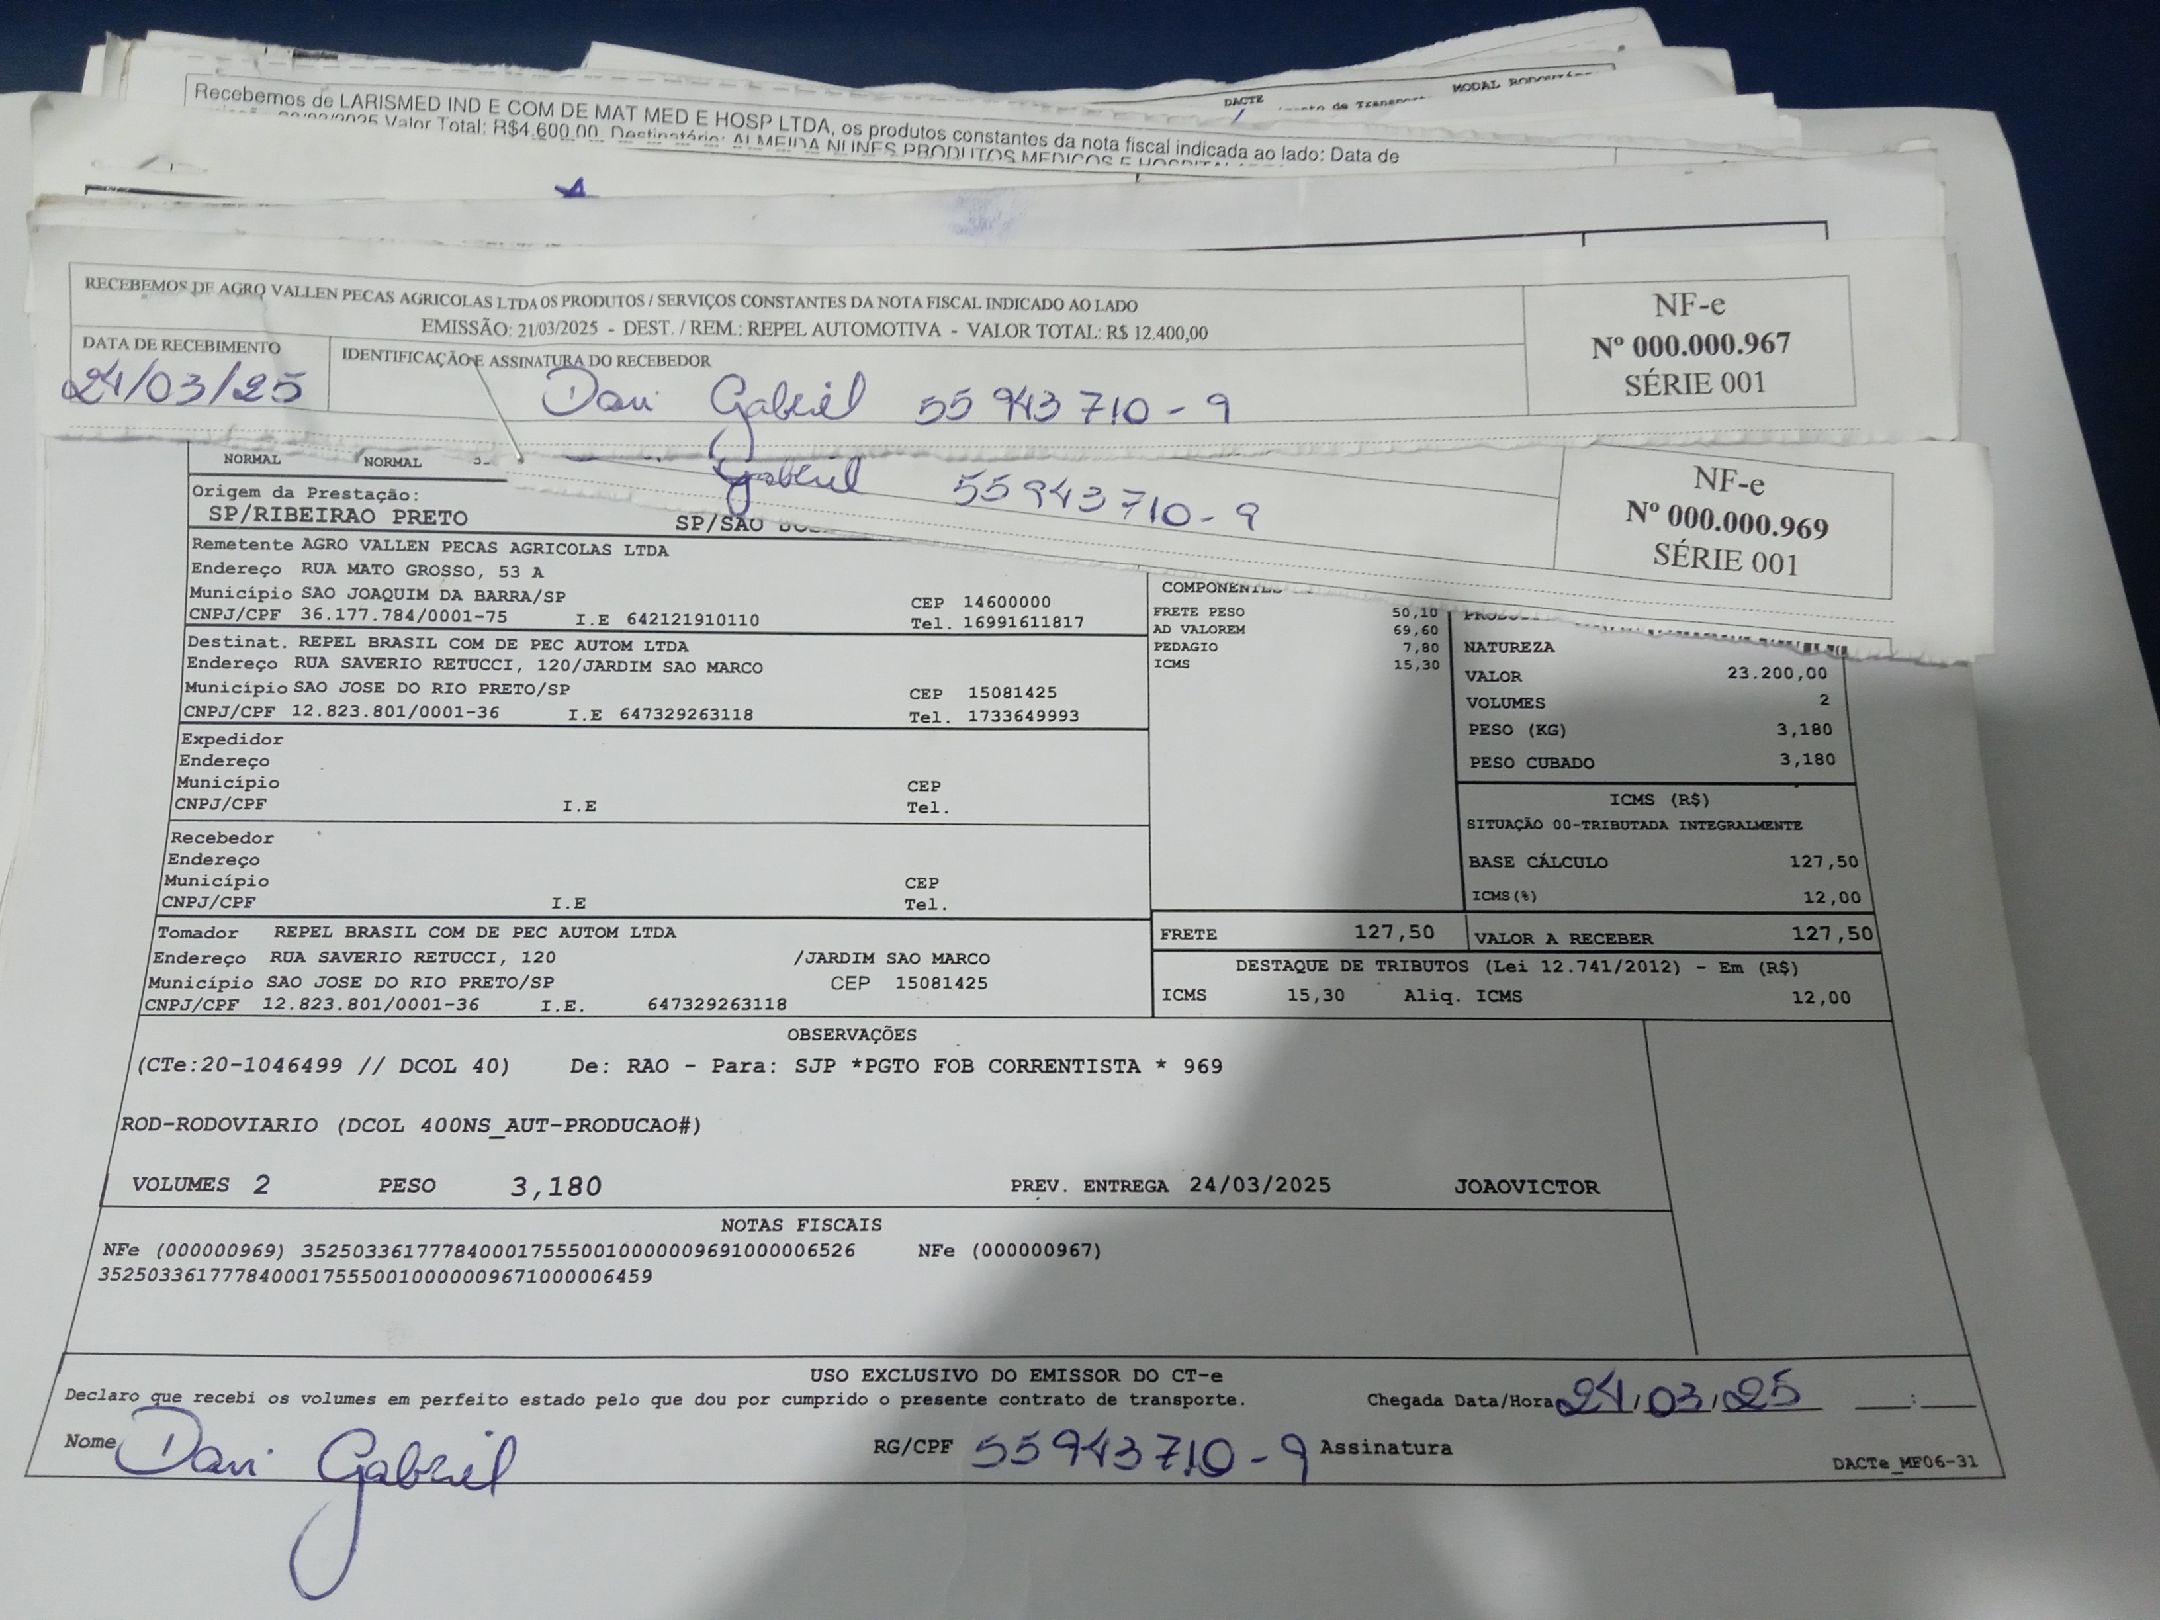 DACTE
MODAL
de Transport
Recebemos de LARISMED IND E COM DE MAT MED E HOSP LTDA, os produtos constantes da nota fiscal indicada ao lado: Data de
2025 Valor Total: R$4.600,00. Destinatário: ALMEIDA NUNES PRODUTOS MEDICOS E
RECEBEMOS DE AGRO VALLEN PECAS AGRICOLAS LTDA OS PRODUTOS / SERVIÇOS CONSTANTES DA NOTA FISCAL INDICADO AO LADO
EMISSÃO: 21/03/2025 - DEST. / REM.: REPEL AUTOMOTIVA - VALOR TOTAL: R$ 12.400,00
NF-e
Nº 000.000.967
SÉRIE 001
DATA DE RECEBIMENTO
24/03/25
IDENTIFICAÇÃO E ASSINATURA DO RECEBEDOR
Davi Gabriel 55943710-9
Gabriel 55943710-9
NF-e
Nº 000.000.969
SÉRIE 001
NORMAL NORMAL
Origem da Prestação:
SP/RIBEIRAO PRETO SP/SAO
Remetente AGRO VALLEN PECAS AGRICOLAS LTDA
Endereço RUA MATO GROSSO, 53 A
Município SAO JOAQUIM DA BARRA/SP CEP 14600000
CNPJ/CPF 36.177.784/0001-75 I.E 642121910110 Tel. 16991611817
Destinat. REPEL BRASIL COM DE PEC AUTOM LTDA
Endereço RUA SAVERIO RETUCCI, 120/JARDIM SAO MARCO
Município SAO JOSE DO RIO PRETO/SP CEP 15081425
CNPJ/CPF 12.823.801/0001-36 I.E 647329263118 Tel. 1733649993
Expedidor
Endereço
Município CEP
CNPJ/CPF I.E Tel.
Recebedor
Endereço
Município CEP
CNPJ/CPF I.E Tel.
Tomador REPEL BRASIL COM DE PEC AUTOM LTDA
Endereço RUA SAVERIO RETUCCI, 120 /JARDIM SAO MARCO
Município SAO JOSE DO RIO PRETO/SP CEP 15081425
CNPJ/CPF 12.823.801/0001-36 I.E. 647329263118
COMPONENTES
FRETE PESO 50,10
AD VALOREM 69,60
PEDAGIO 7,80
ICMS 15,30
NATUREZA
VALOR 23.200,00
VOLUMES 2
PESO (KG) 3,180
PESO CUBADO 3,180
ICMS (R$)
SITUAÇÃO 00-TRIBUTADA INTEGRALMENTE
BASE CÁLCULO 127,50
ICMS(%) 12,00
FRETE 127,50 VALOR A RECEBER 127,50
DESTAQUE DE TRIBUTOS (Lei 12.741/2012) - Em (R$)
ICMS 15,30 Aliq. ICMS 12,00
OBSERVAÇÕES
(CTe:20-1046499 // DCOL 40) De: RAO - Para: SJP *PGTO FOB CORRENTISTA * 969
ROD-RODOVIARIO (DCOL 400NS_AUT-PRODUCAO#)
VOLUMES 2 PESO 3,180 PREV. ENTREGA 24/03/2025 JOAOVICTOR
NOTAS FISCAIS
NFe (000000969) 35250336177784000175550010000009691000006526 NFe (000000967)
35250336177784000175550010000009671000006459
USO EXCLUSIVO DO EMISSOR DO CT-e
Declaro que recebi os volumes em perfeito estado pelo que dou por cumprido o presente contrato de transporte. Chegada Data/Hora 24/03/25 :
Nome Davi Gabriel RG/CPF 55943710-9 Assinatura
DACTe_MF06-31